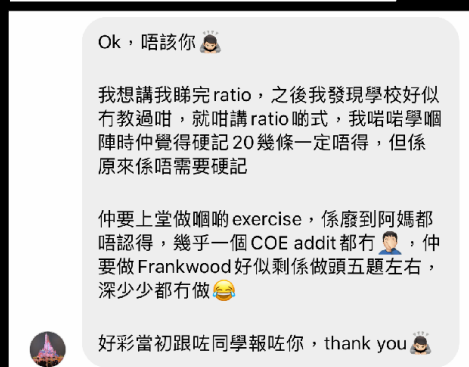 Ok，唔該你🙇🏻‍♂️
我想講我睇完ratio，之後我發現學校好似
冇教過咁，就咁講ratio啲式，我啱啱學嗰
陣時仲覺得硬記20幾條一定唔得，但係
原來係唔需要硬記
仲要上堂做嗰啲exercise，係廢到阿媽都
唔認得，幾乎一個COE addit都冇🤦🏻‍♂️，仲
要做Frankwood好似剩係做頭五題左右，
深少少都冇做😂
好彩當初跟咗同學報咗你，thank you🙇🏻‍♂️